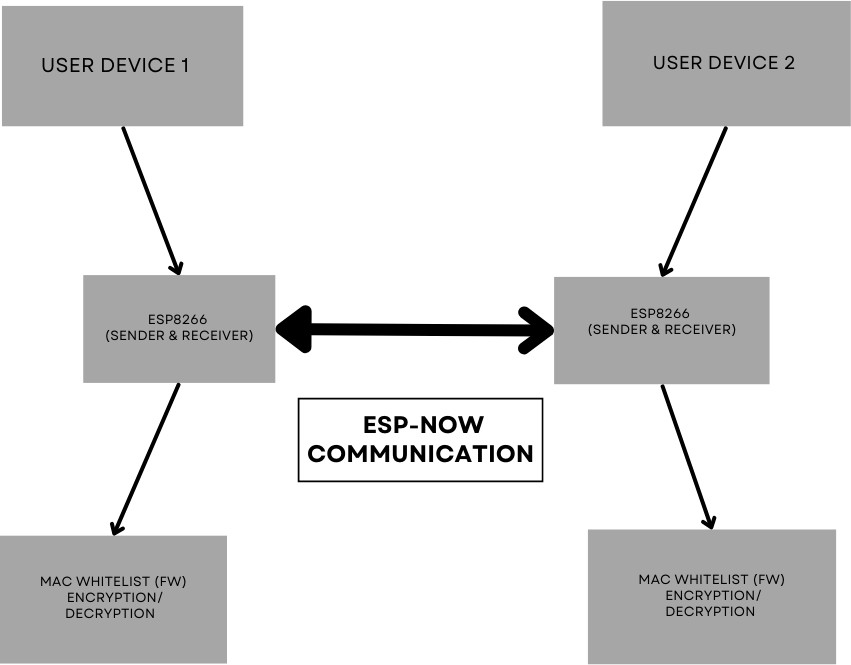 USER DEVICE 1
USER DEVICE 2
ESP8266
(SENDER & RECEIVER)
ESP8266
(SENDER & RECEIVER)
ESP-NOW
COMMUNICATION
MAC WHITELIST (FW)
ENCRYPTION/
DECRYPTION
MAC WHITELIST (FW)
ENCRYPTION/
DECRYPTION